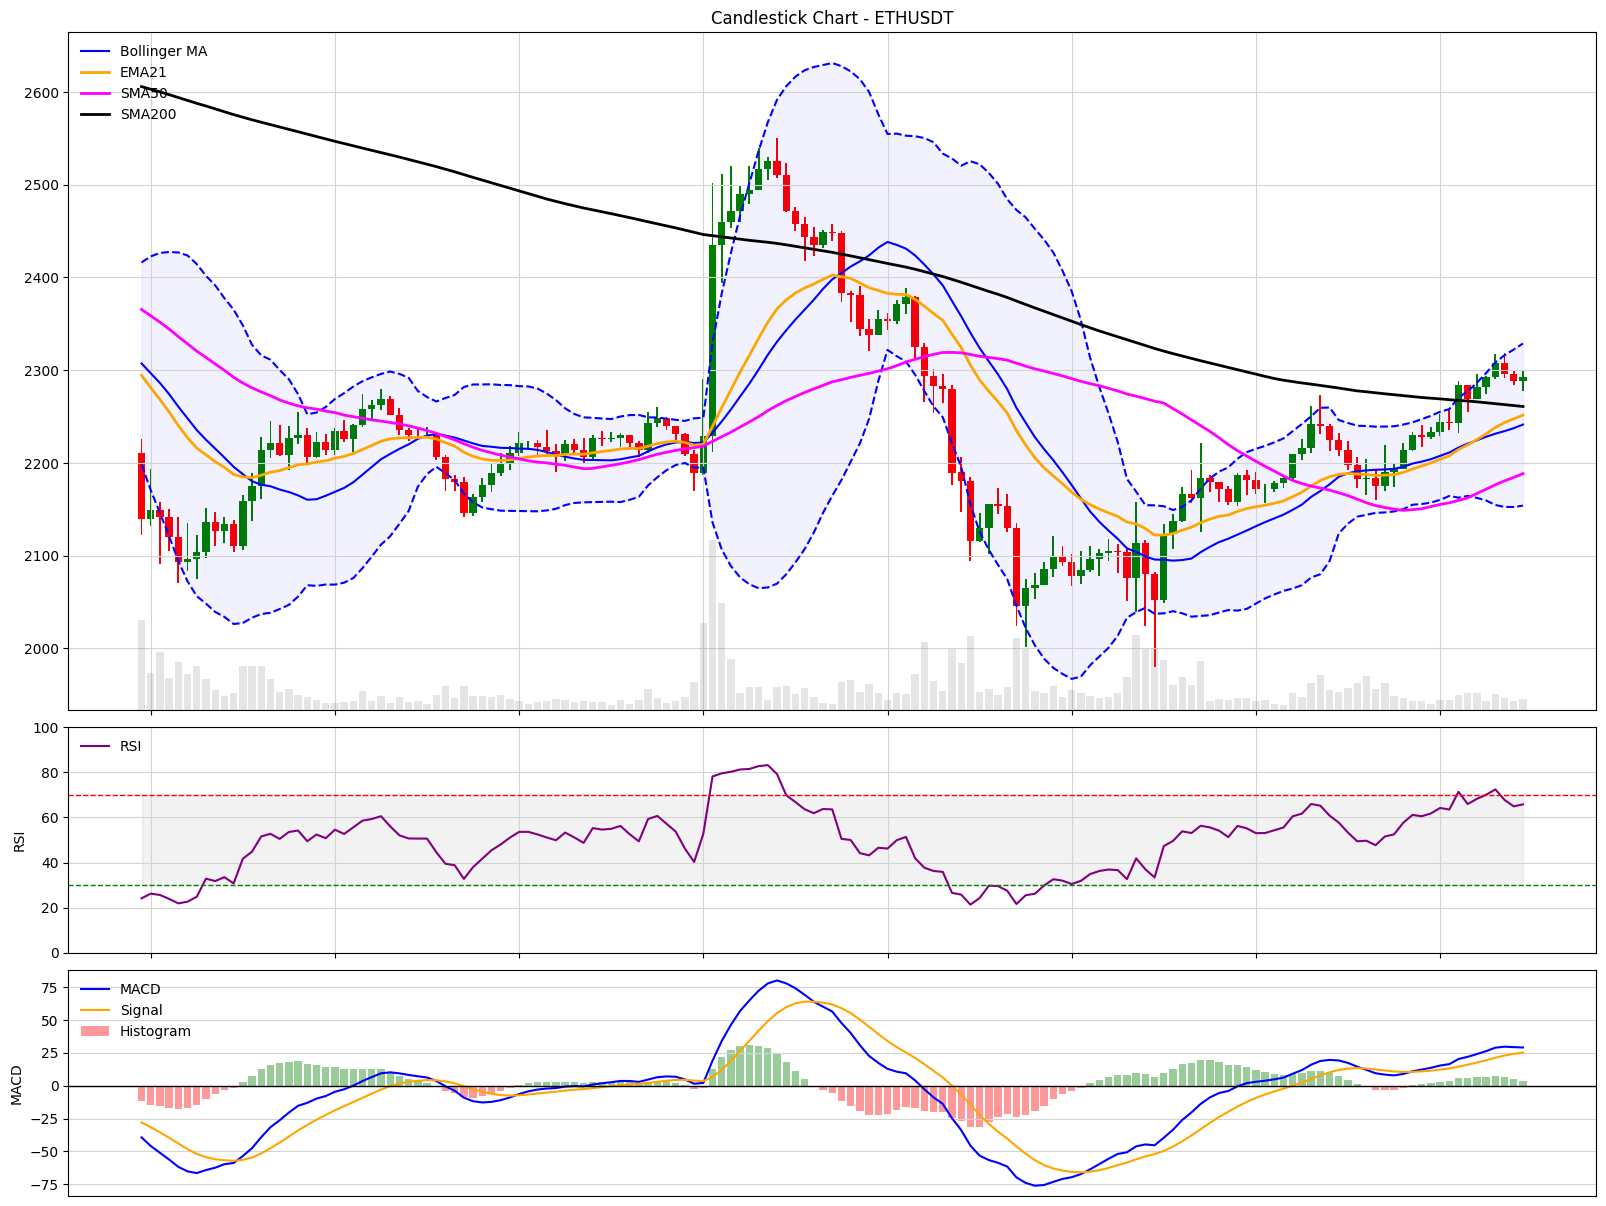 Candlestick Chart - ETHUSDT
Bollinger MA
EMA21
SMA50
SMA200
2600
2500
2400
2300
2200
2100
2000
RSI
100
80
60
40
20
0
RSI
MACD
Signal
Histogram
75
50
25
0
−25
−50
−75
MACD